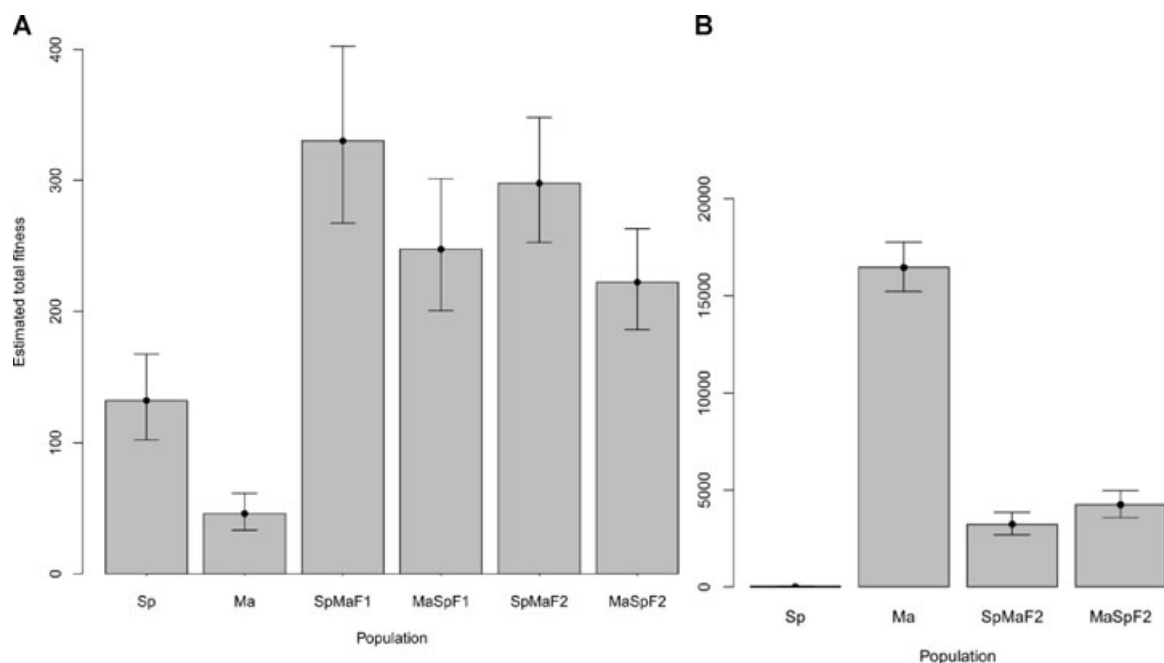 A
Estimated total fitness
400
300
200
100
0
Sp Ma SpMaF1 MaSpF1 SpMaF2 MaSpF2
Population
B
20000
15000
10000
5000
0
Sp Ma SpMaF2 MaSpF2
Population